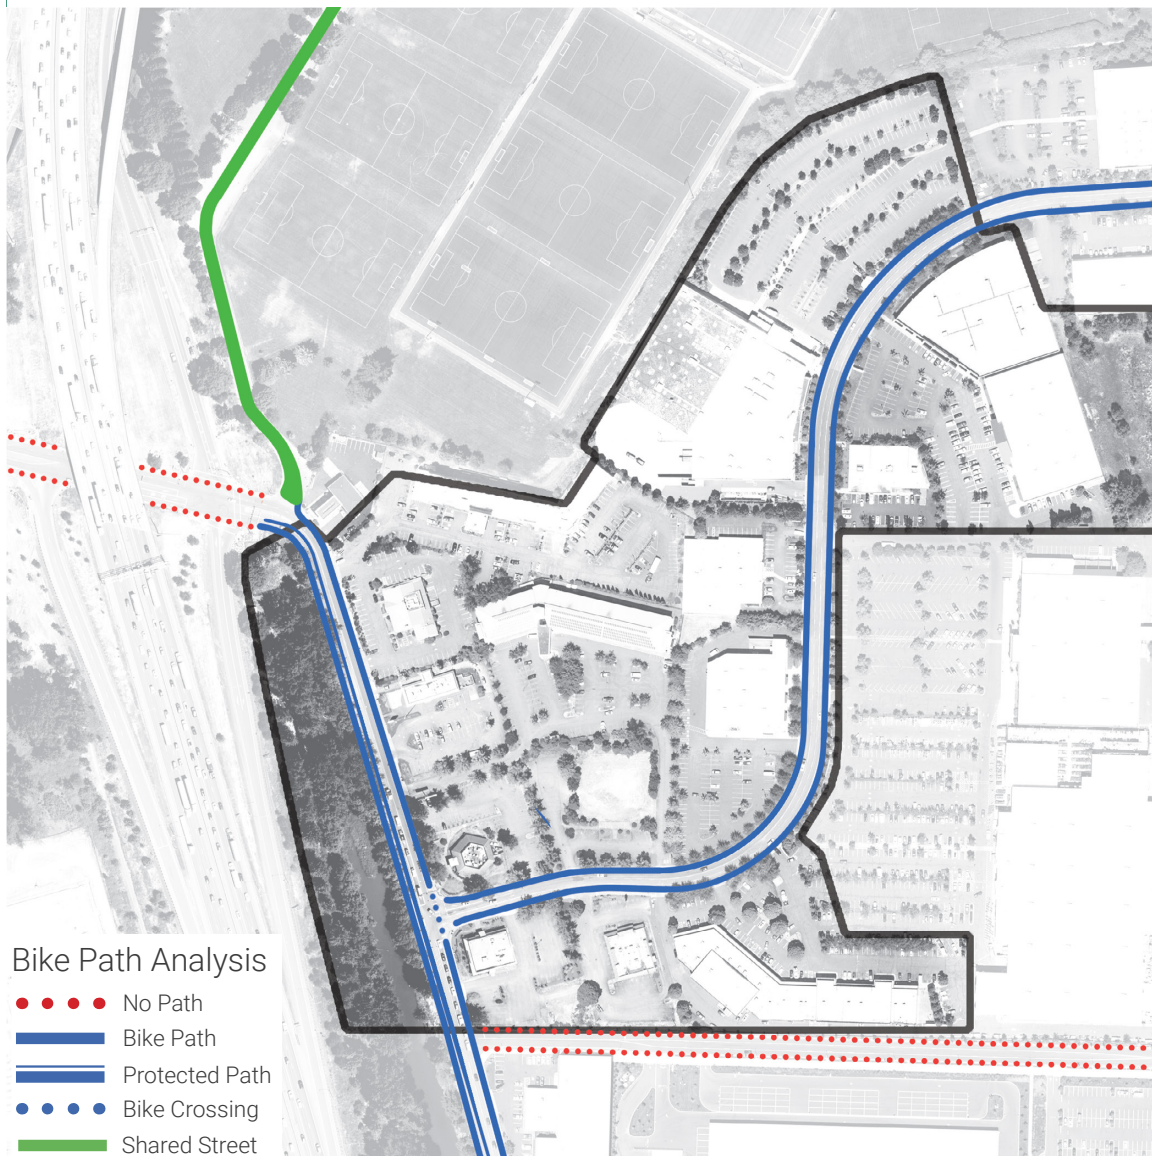 Bike Path Analysis
No Path
Bike Path
Protected Path
Bike Crossing
Shared Street